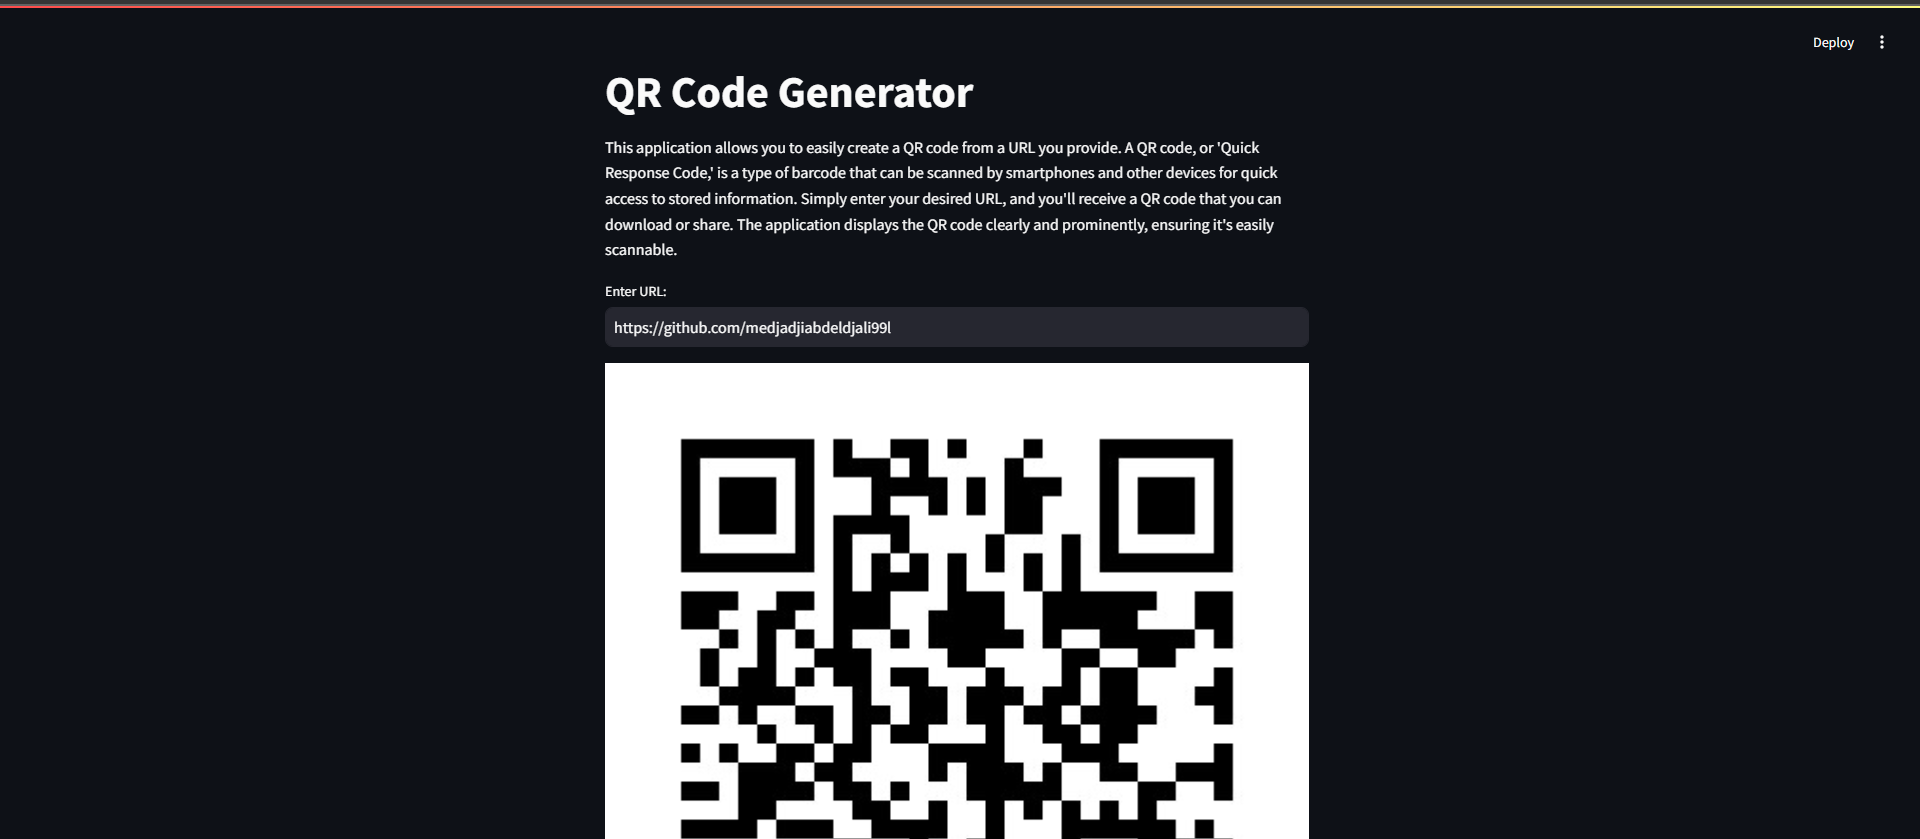 Deploy
QR Code Generator
This application allows you to easily create a QR code from a URL you provide. A QR code, or 'Quick
Response Code,' is a type of barcode that can be scanned by smartphones and other devices for quick
access to stored information. Simply enter your desired URL, and you'll receive a QR code that you can
download or share. The application displays the QR code clearly and prominently, ensuring it's easily
scannable.
Enter URL:
https://github.com/medjadjiabdeldjali99l